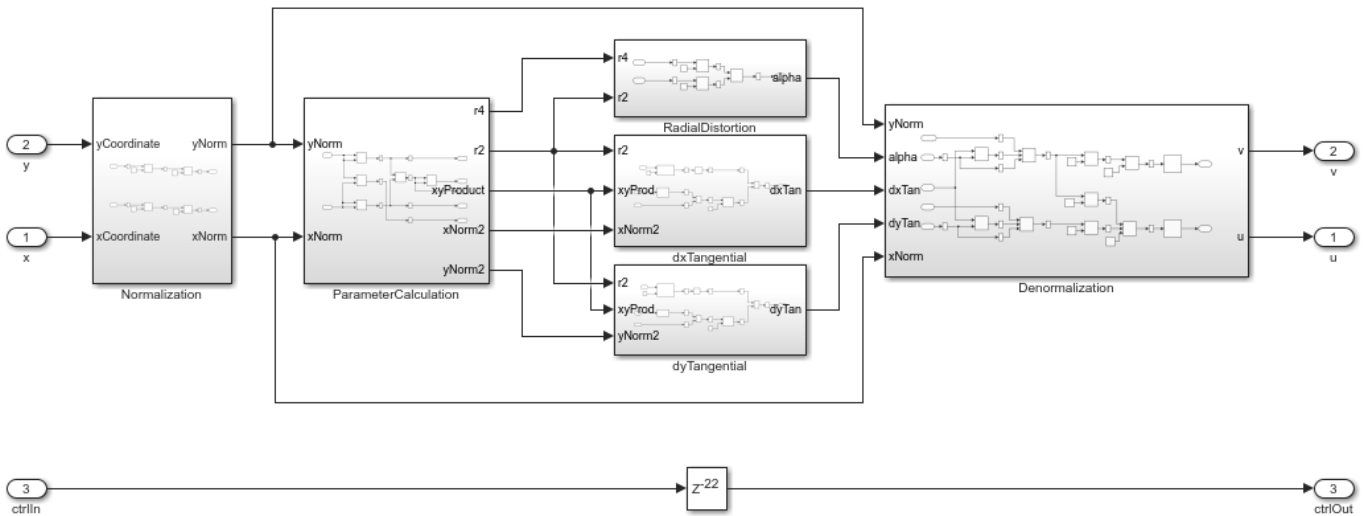 2
y
1
x
yCoordinate
yNorm
xCoordinate
xNorm
Normalization
yNorm
xNorm
r4
r2
xyProduct
xNorm2
yNorm2
ParameterCalculation
r4
r2
alpha
RadialDistortion
r2
xyProd.
xNorm2
dxTan
dxTangential
r2
xyProd.
yNorm2
dyTan
dyTangential
yNorm
alpha
dxTan
dyTan
xNorm
v
u
Denormalization
2
v
1
u
3
ctrlIn
Z-22
3
ctrlOut